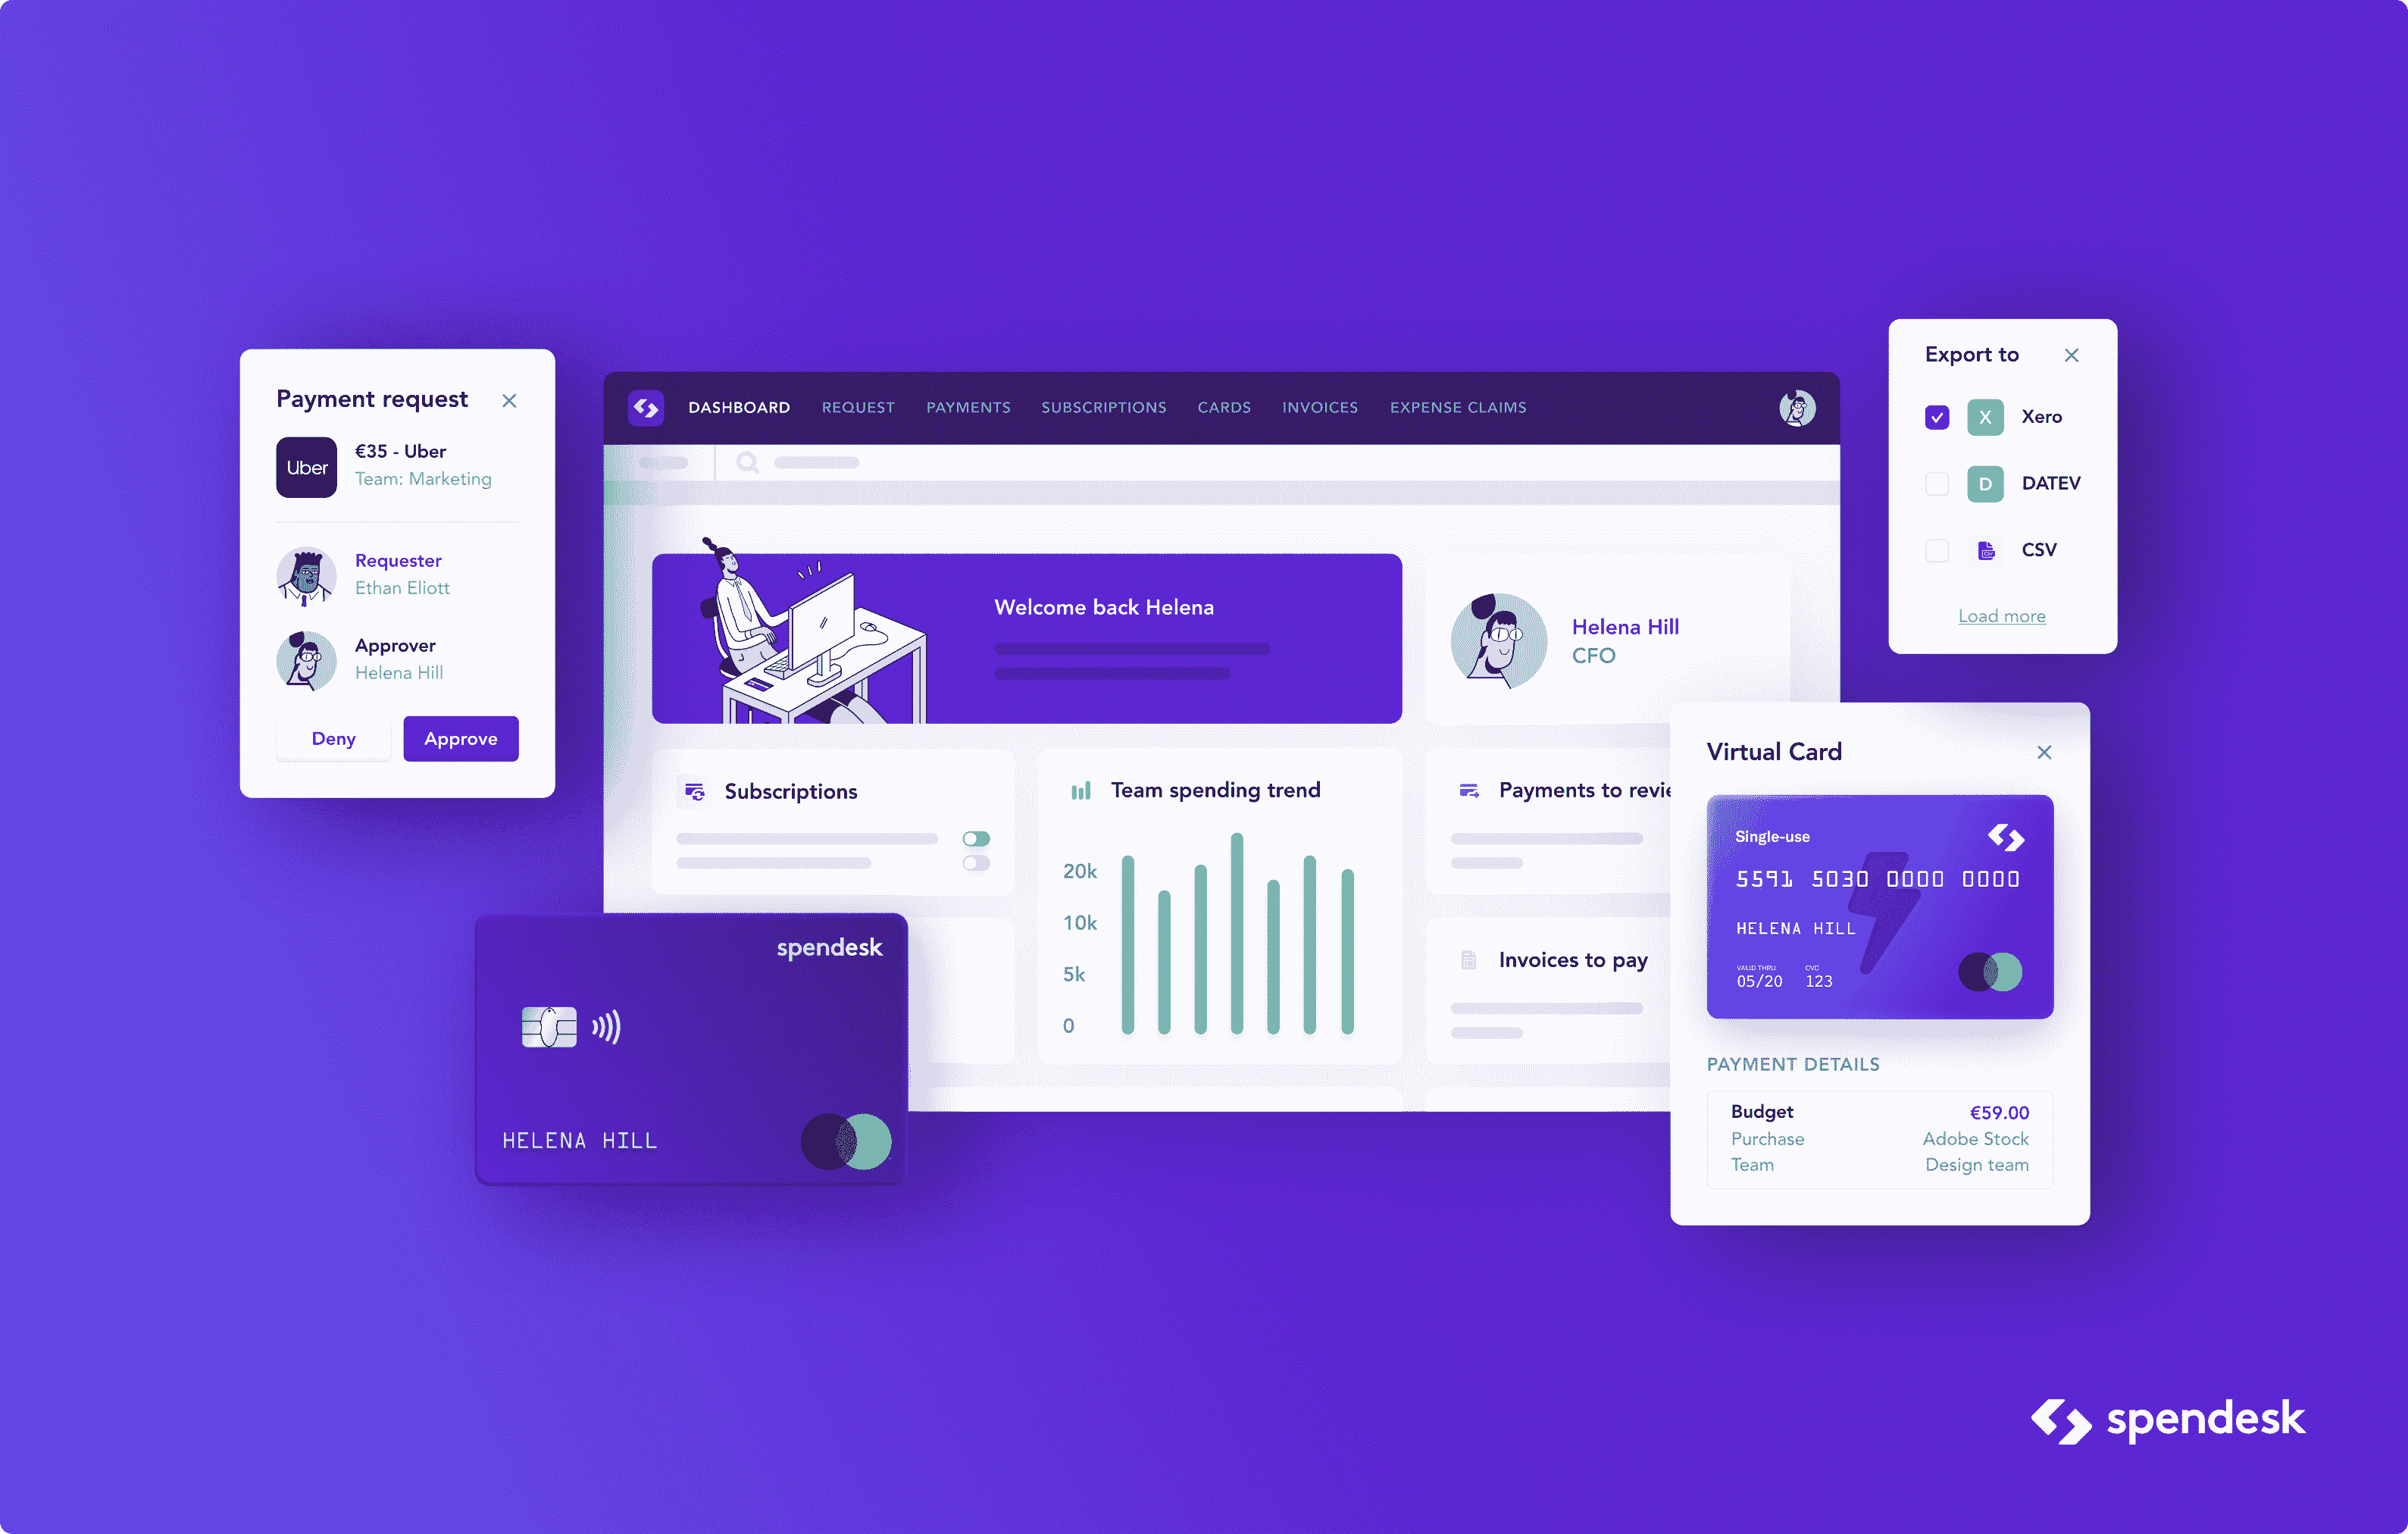 Payment request
Uber
€35 - Uber
Team: Marketing
Requester
Ethan Eliott
Approver
Helena Hill
Deny
Approve
DASHBOARD
REQUEST
PAYMENTS
SUBSCRIPTIONS
CARDS
INVOICES
EXPENSE CLAIMS
Welcome back Helena
Helena Hill
CFO
Subscriptions
Team spending trend
20k
10k
5k
0
Payments to revie
Invoices to pay
spendesk
HELENA HILL
Export to
X
Xero
D
DATEV
CSV
CSV
Load more
Virtual Card
Single-use
5591 5030 0000 0000
HELENA HILL
VALID THRU
05/20
CVC
123
PAYMENT DETAILS
Budget
€59.00
Purchase
Adobe Stock
Team
Design team
spendesk